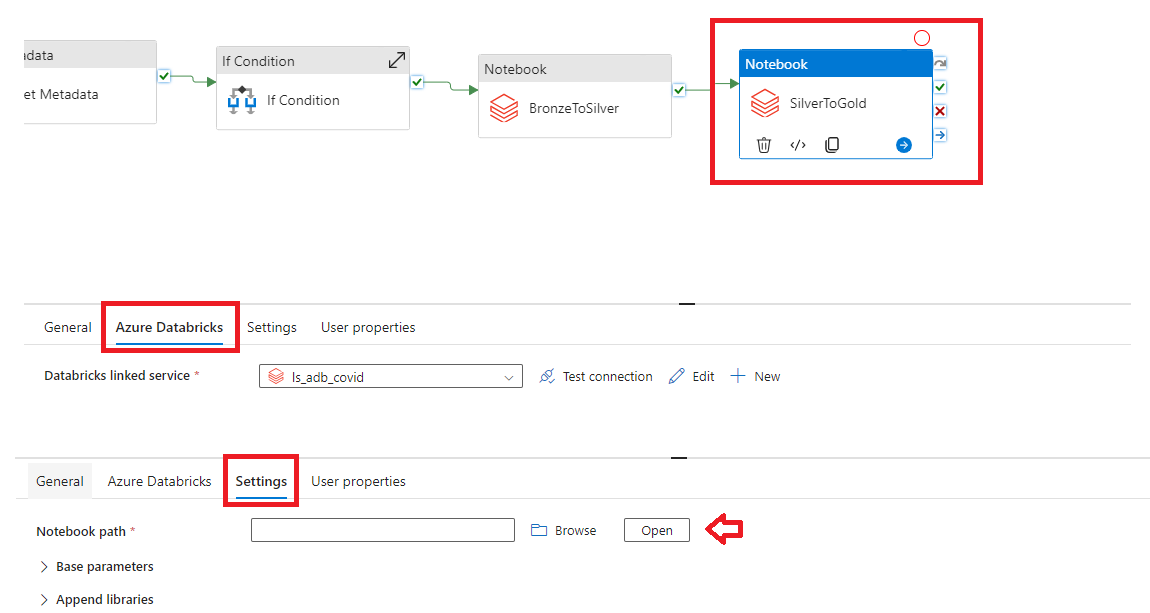 adata
et Metadata
If Condition
If Condition
Notebook
BronzeToSilver
Notebook
SilverToGold
General Azure Databricks Settings User properties
Databricks linked service * ls_adb_covid Test connection Edit New
General Azure Databricks Settings User properties
Notebook path * Browse Open
Base parameters
Append libraries